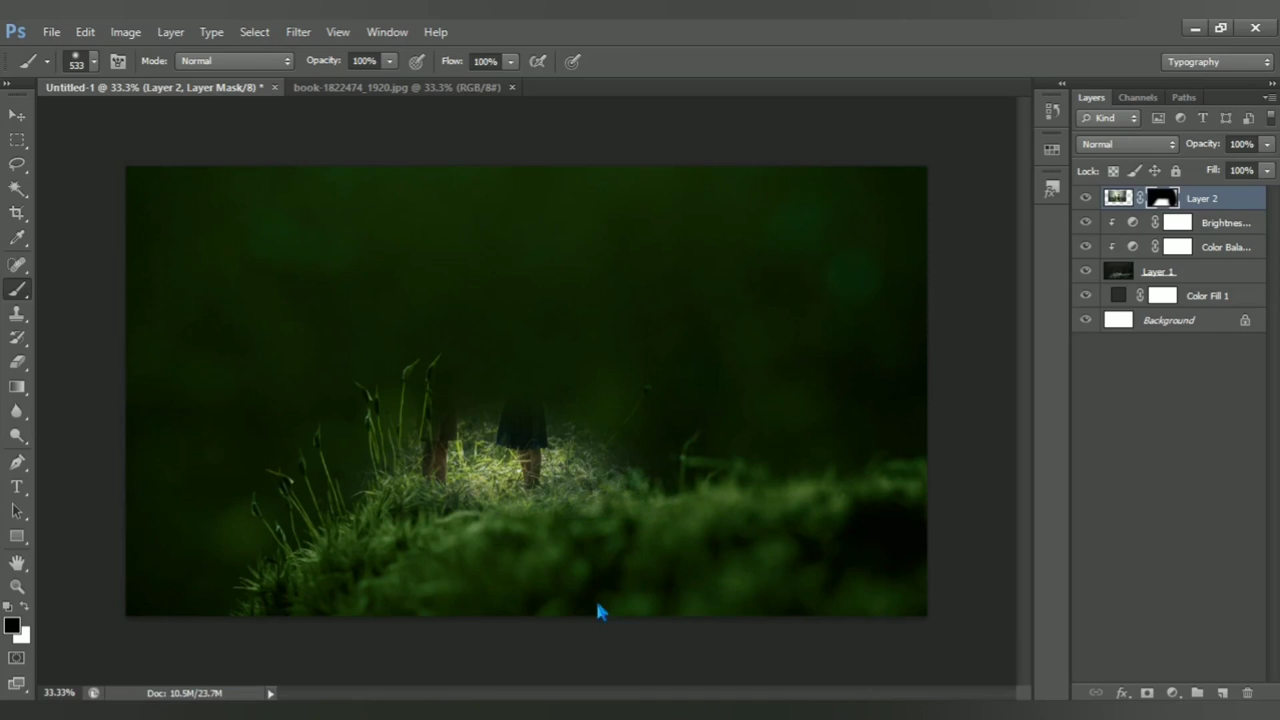 Ps File Edit Image Layer Type Select Filter View Window Help
533 Mode: Normal Opacity: 100% Flow: 100% Typography
Untitled-1 @ 33.3% (Layer 2, Layer Mask/8) * × book-1822474_1920.jpg @ 33.3% (RGB/8#) ×
Layers Channels Paths
Kind
Normal Opacity: 100%
Lock: Fill: 100%
Layer 2
Brightnes...
Color Bala...
Layer 1
Color Fill 1
Background
33.33% Doc: 10.5M/23.7M